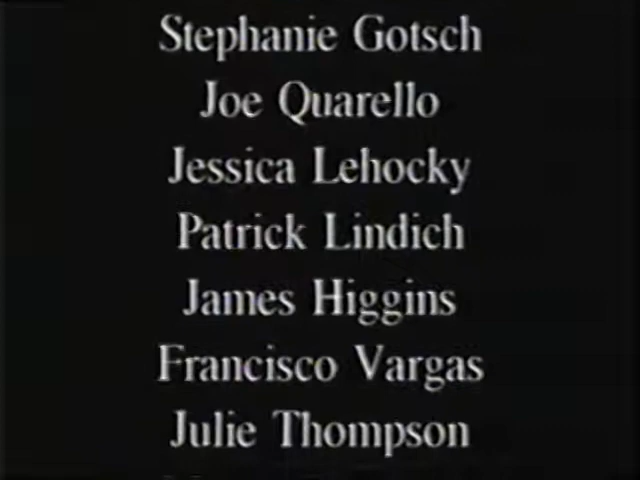 Stephanie Gotsch
Joe Quarello
Jessica Lehocky
Patrick Lindich
James Higgins
Francisco Vargas
Julie Thompson